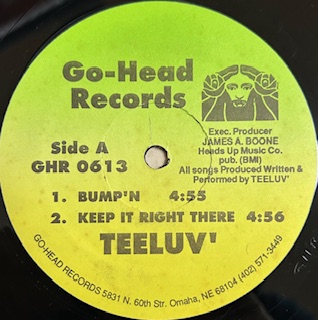 Go-Head
Records
Exec. Producer
JAMES A. BOONE
Heads Up Music Co.
pub. (BMI)
All songs Produced Written &
Performed by TEELUV'
Side A
GHR 0613
1. BUMP'N 4:55
2. KEEP IT RIGHT THERE 4:56
TEELUV'
GO-HEAD RECORDS 5831 N. 60th Str. Omaha, NE 68104 (402) 571-3449